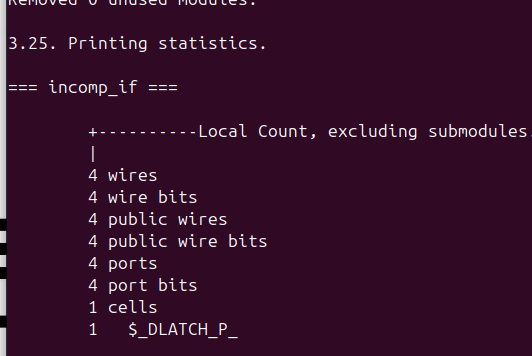 Removed 0 unused modules.
3.25. Printing statistics.
=== incomp_if ===
+----------Local Count, excluding submodules.
|
4 wires
4 wire bits
4 public wires
4 public wire bits
4 ports
4 port bits
1 cells
1   $_DLATCH_P_